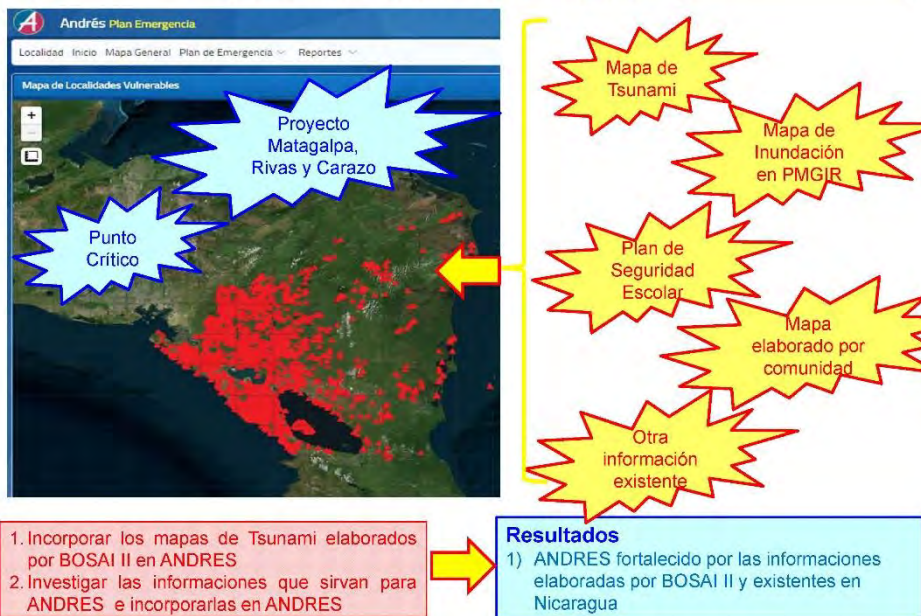 Andrés Plan Emergencia
Localidad Inicio Mapa General Plan de Emergencia Reportes
Mapa de Localidades Vulnerables
+
−
Proyecto
Matagalpa,
Rivas y Carazo
Punto
Crítico
Mapa de
Tsunami
Mapa de
Inundación
en PMGIR
Plan de
Seguridad
Escolar
Mapa
elaborado por
comunidad
Otra
información
existente
1. Incorporar los mapas de Tsunami elaborados
por BOSAI II en ANDRES
2. Investigar las informaciones que sirvan para
ANDRES e incorporarlas en ANDRES
Resultados
1) ANDRES fortalecido por las informaciones
elaboradas por BOSAI II y existentes en
Nicaragua